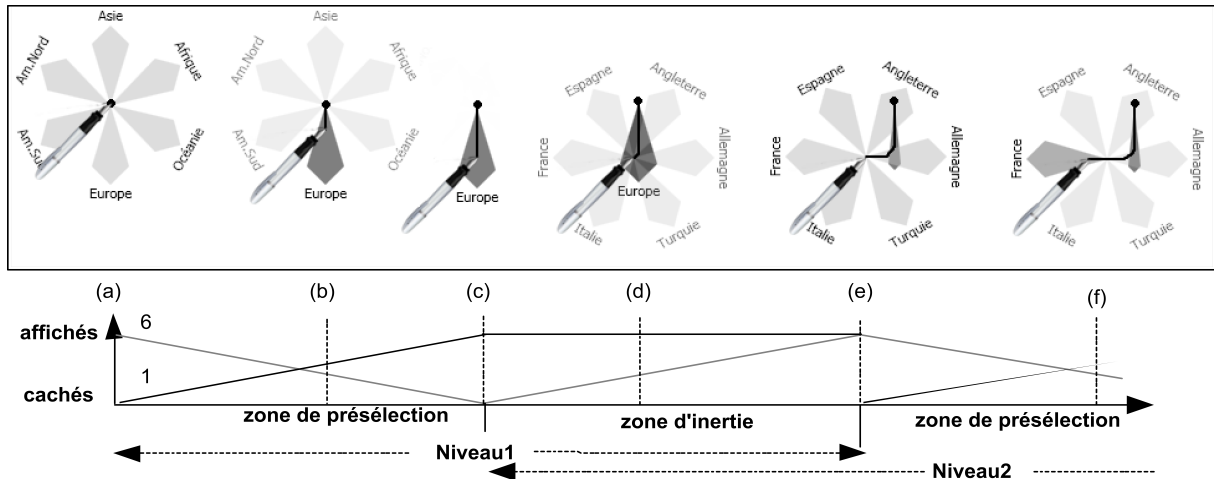 Asie
Am.Nord
Afrique
Am.Sud
Océanie
Europe
Asie
Am.Nord
Afrique
Am.Sud
Océanie
Europe
Europe
Espagne
Angleterre
France
Allemagne
Europe
Italie
Turquie
Espagne
Angleterre
France
Allemagne
Italie
Turquie
Espagne
Angleterre
France
Allemagne
Italie
Turquie
(a) (b) (c) (d) (e) (f)
affichés 6
1
cachés
zone de présélection zone d'inertie zone de présélection
Niveau1
Niveau2